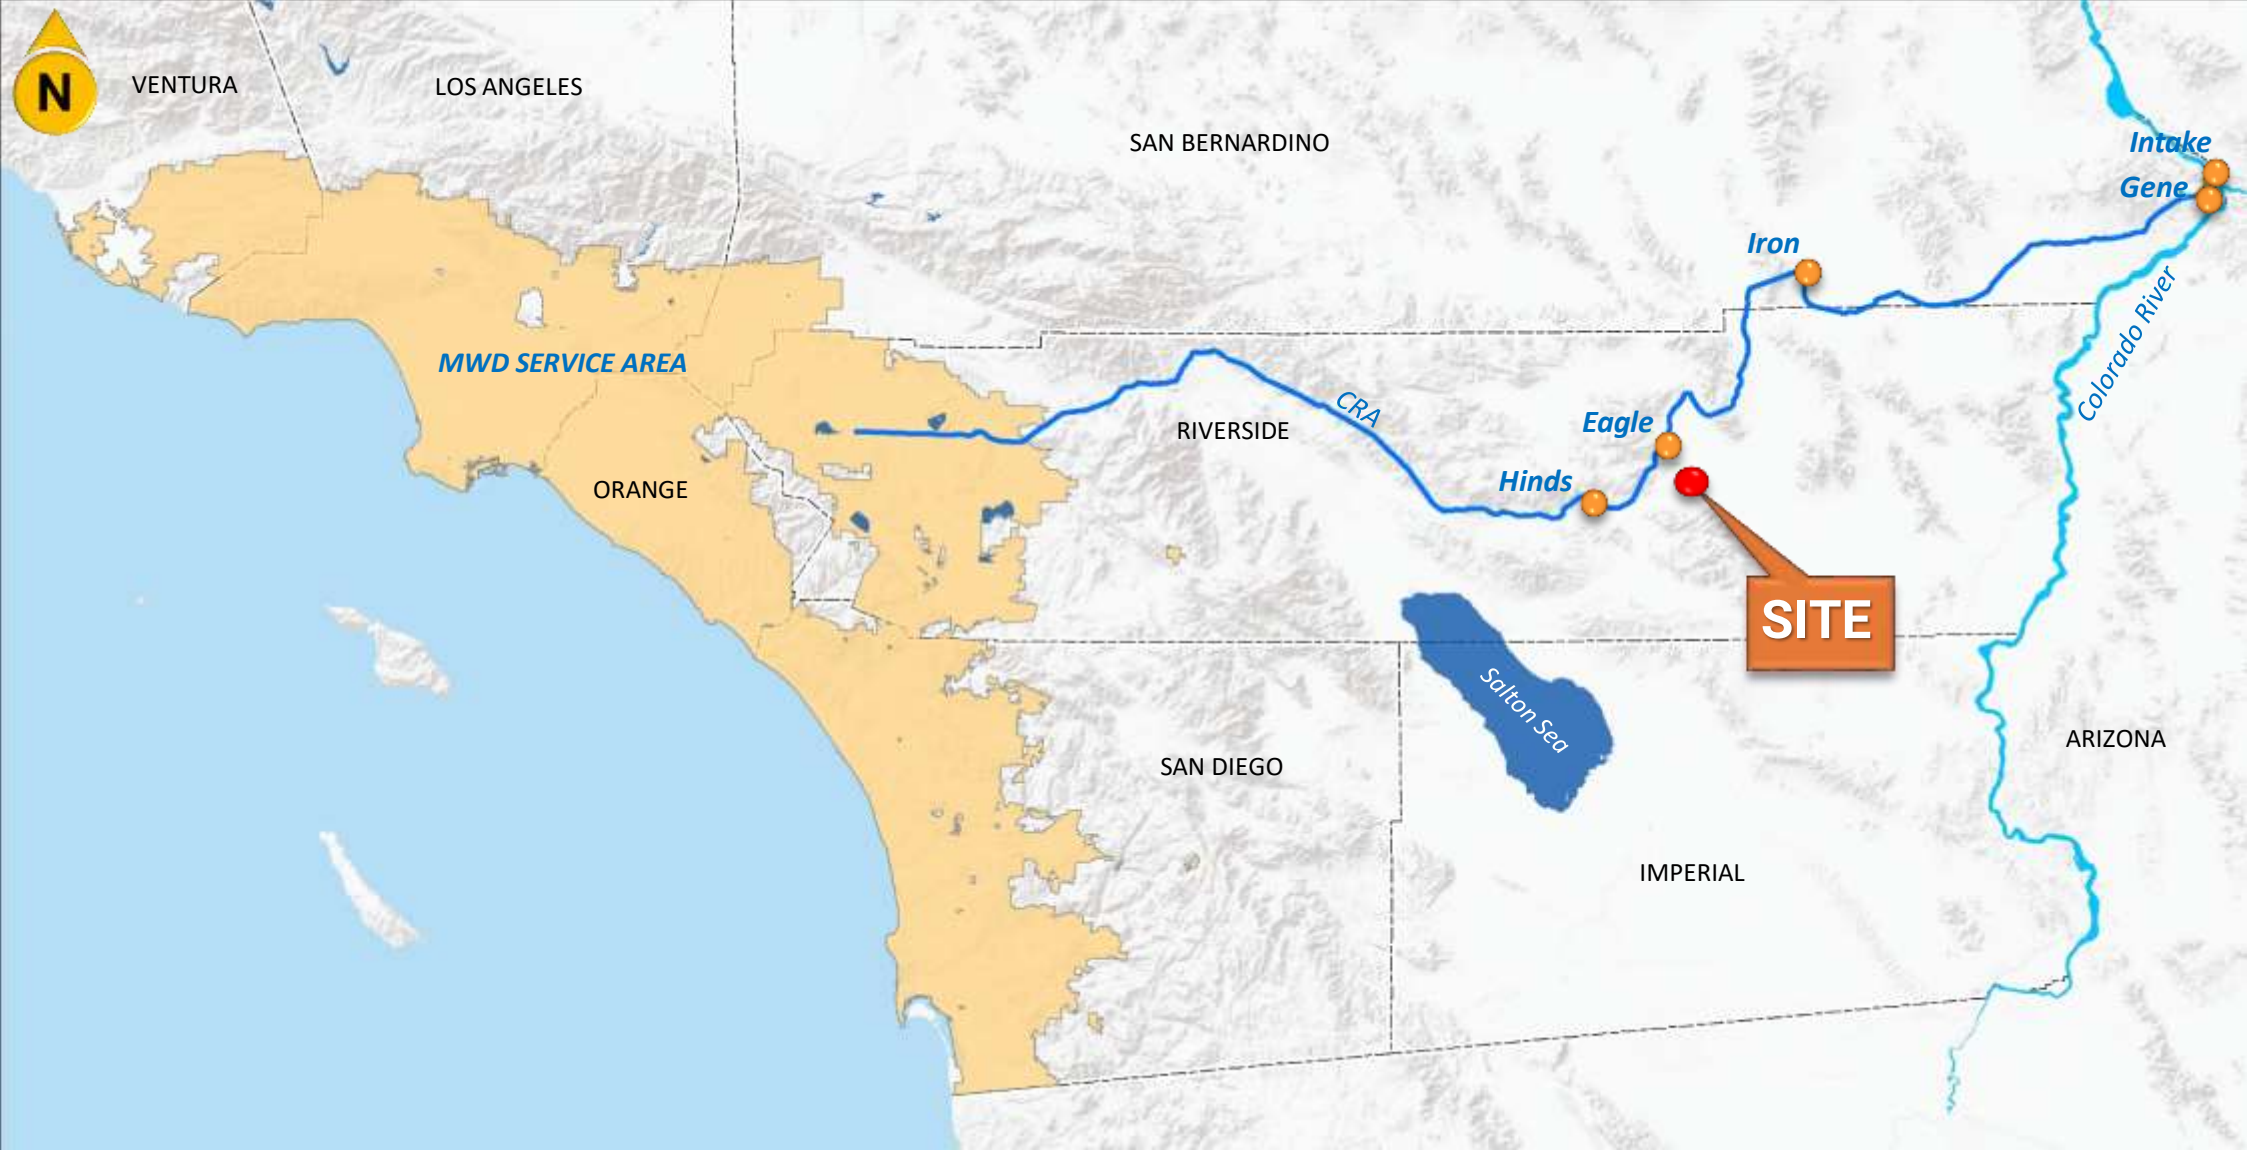 N
VENTURA
LOS ANGELES
SAN BERNARDINO
Intake
Gene
Iron
Colorado River
MWD SERVICE AREA
CRA
RIVERSIDE
Eagle
Hinds
ORANGE
SITE
Salton Sea
ARIZONA
SAN DIEGO
IMPERIAL